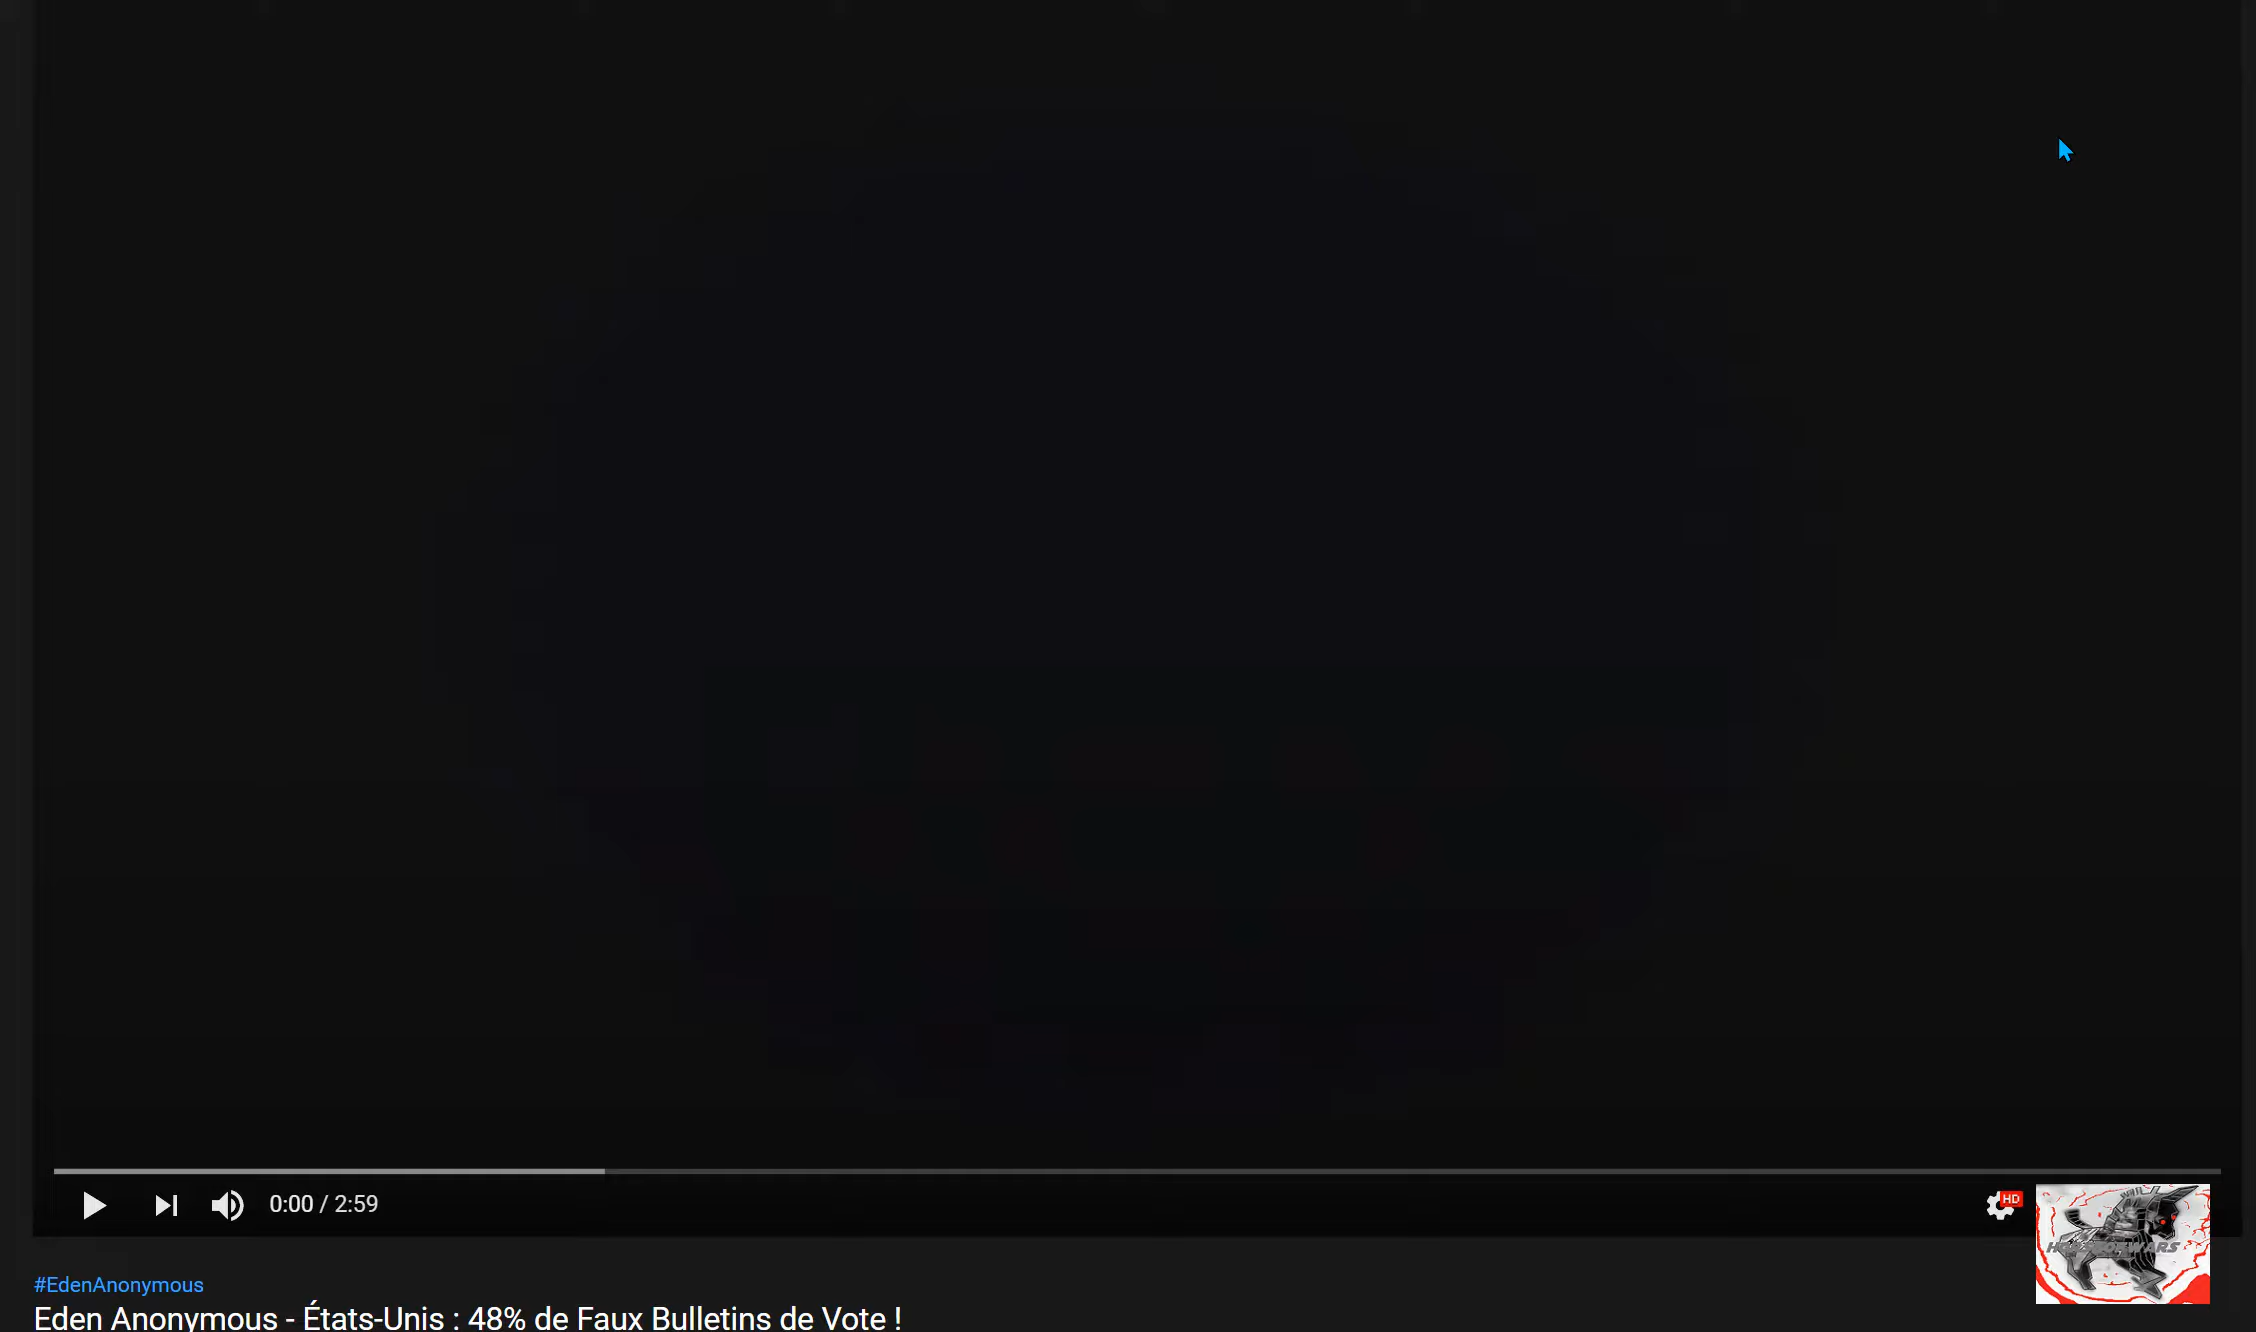 0:00 / 2:59
HD
#EdenAnonymous
Eden Anonymous - États-Unis : 48% de Faux Bulletins de Vote !